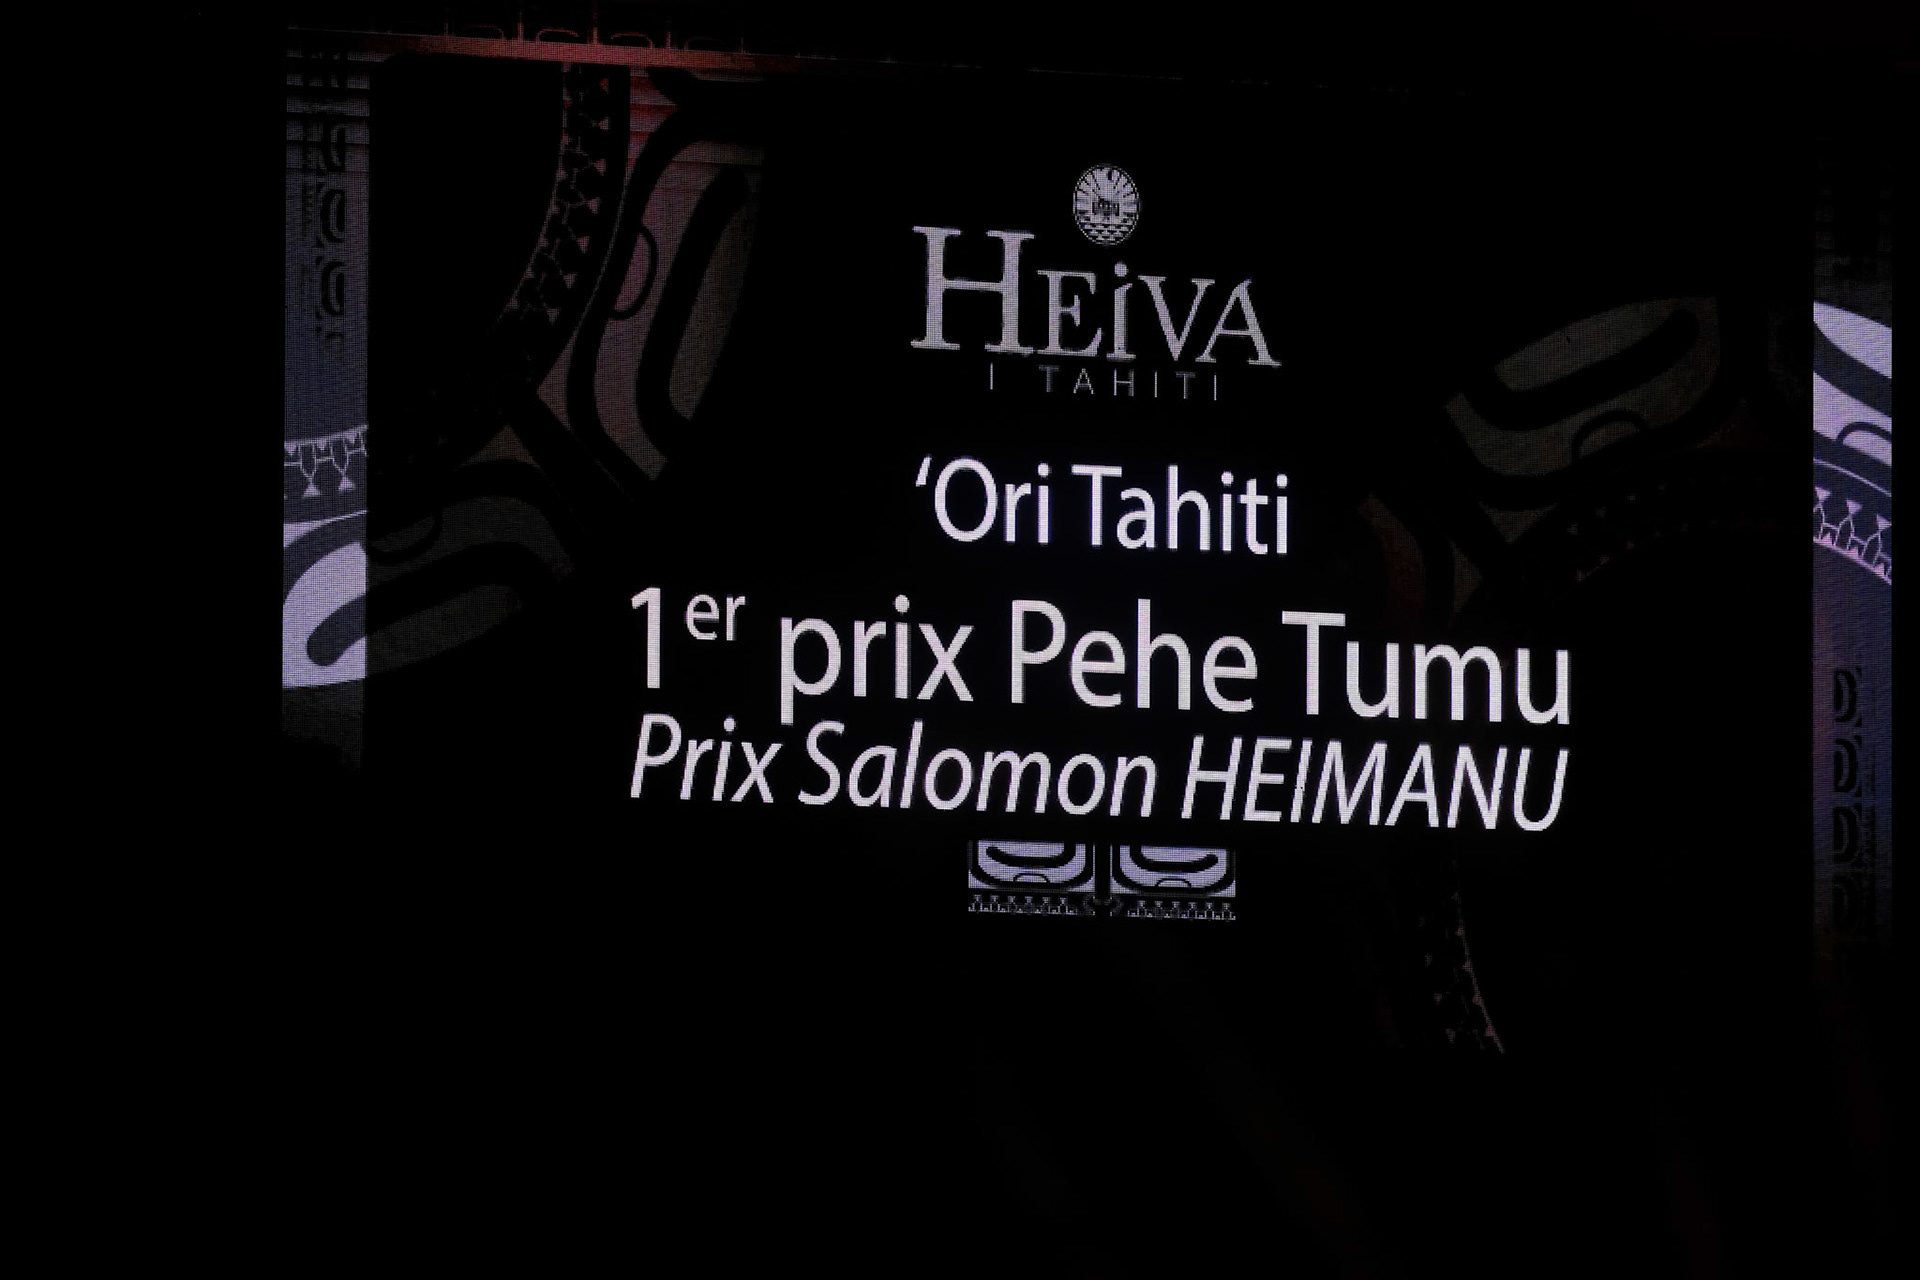 HEiVA
I TAHITI
‘Ori Tahiti
1er prix Pehe Tumu
Prix Salomon HEIMANU